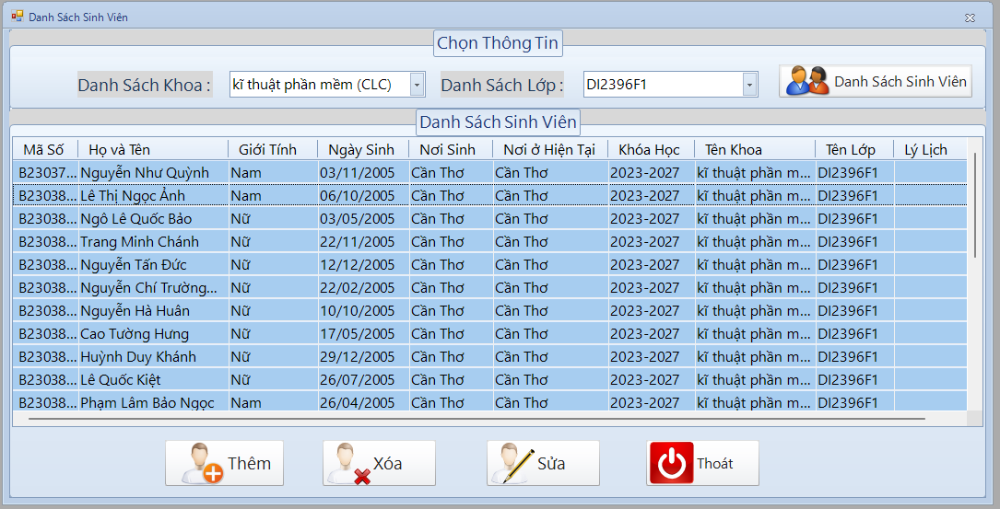 Danh Sách Sinh Viên
Chọn Thông Tin
Danh Sách Khoa : kĩ thuật phần mềm (CLC) Danh Sách Lớp : DI2396F1 Danh Sách Sinh Viên
Danh Sách Sinh Viên
Mã Số Họ và Tên Giới Tính Ngày Sinh Nơi Sinh Nơi ở Hiện Tại Khóa Học Tên Khoa Tên Lớp Lý Lịch
B23037... Nguyễn Như Quỳnh Nam 03/11/2005 Cần Thơ Cần Thơ 2023-2027 kĩ thuật phần m... DI2396F1
B23038... Lê Thị Ngọc Ảnh Nam 06/10/2005 Cần Thơ Cần Thơ 2023-2027 kĩ thuật phần m... DI2396F1
B23038... Ngô Lê Quốc Bảo Nữ 03/05/2005 Cần Thơ Cần Thơ 2023-2027 kĩ thuật phần m... DI2396F1
B23038... Trang Minh Chánh Nữ 22/11/2005 Cần Thơ Cần Thơ 2023-2027 kĩ thuật phần m... DI2396F1
B23038... Nguyễn Tấn Đức Nữ 12/12/2005 Cần Thơ Cần Thơ 2023-2027 kĩ thuật phần m... DI2396F1
B23038... Nguyễn Chí Trường... Nữ 22/02/2005 Cần Thơ Cần Thơ 2023-2027 kĩ thuật phần m... DI2396F1
B23038... Nguyễn Hà Huân Nữ 10/10/2005 Cần Thơ Cần Thơ 2023-2027 kĩ thuật phần m... DI2396F1
B23038... Cao Tường Hưng Nữ 17/05/2005 Cần Thơ Cần Thơ 2023-2027 kĩ thuật phần m... DI2396F1
B23038... Huỳnh Duy Khánh Nữ 29/12/2005 Cần Thơ Cần Thơ 2023-2027 kĩ thuật phần m... DI2396F1
B23038... Lê Quốc Kiệt Nữ 26/07/2005 Cần Thơ Cần Thơ 2023-2027 kĩ thuật phần m... DI2396F1
B23038... Phạm Lâm Bảo Ngọc Nam 26/04/2005 Cần Thơ Cần Thơ 2023-2027 kĩ thuật phần m... DI2396F1
Thêm Xóa Sửa Thoát